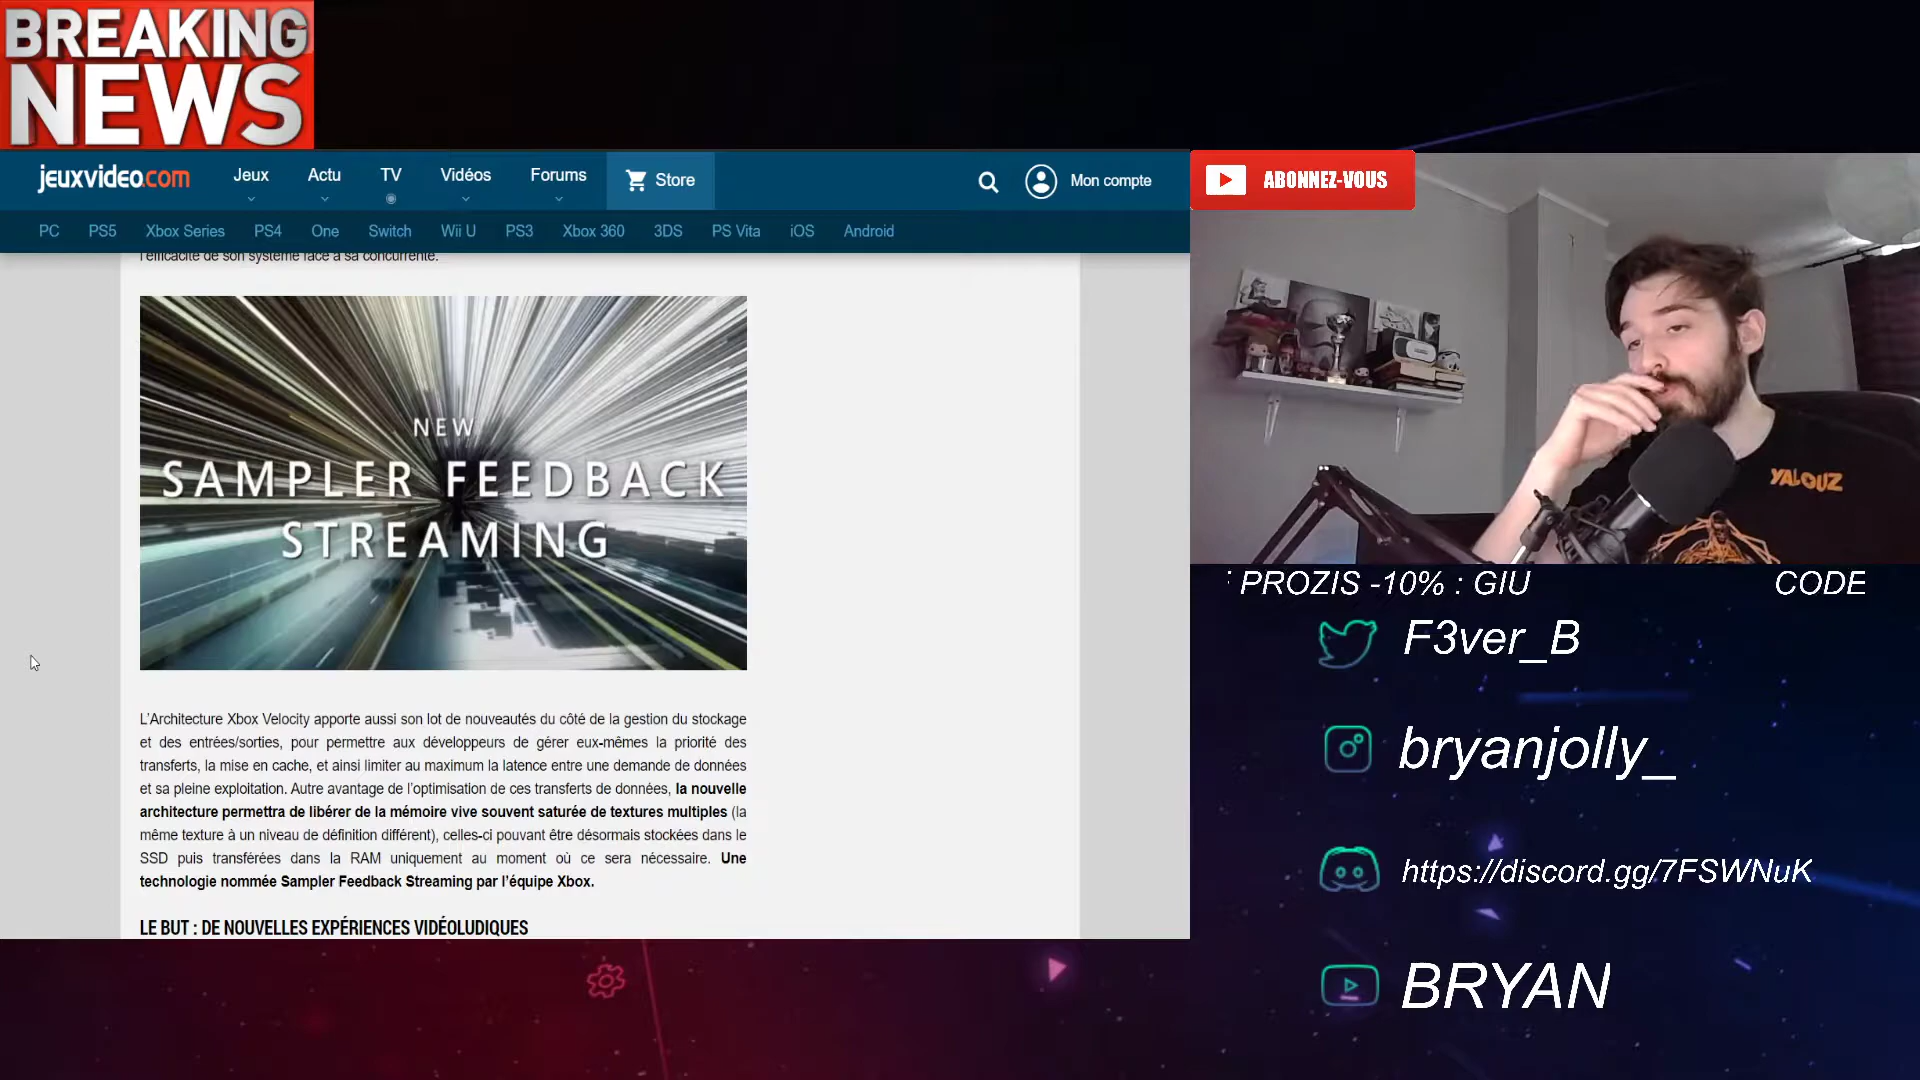 BREAKING
NEWS
jeuxvideo.com
Jeux
Actu
TV
Vidéos
Forums
Store
Mon compte
PC
PS5
Xbox Series
PS4
One
Switch
Wii U
PS3
Xbox 360
3DS
PS Vita
iOS
Android
ABONNEZ-VOUS
l'efficacité de son système face à sa concurrente.
NEW
SAMPLER FEEDBACK
STREAMING
L'Architecture Xbox Velocity apporte aussi son lot de nouveautés du côté de la gestion du stockage
et des entrées/sorties, pour permettre aux développeurs de gérer eux-mêmes la priorité des
transferts, la mise en cache, et ainsi limiter au maximum la latence entre une demande de données
et sa pleine exploitation. Autre avantage de l'optimisation de ces transferts de données, la nouvelle
architecture permettra de libérer de la mémoire vive souvent saturée de textures multiples (la
même texture à un niveau de définition différent), celles-ci pouvant être désormais stockées dans le
SSD puis transférées dans la RAM uniquement au moment où ce sera nécessaire. Une
technologie nommée Sampler Feedback Streaming par l'équipe Xbox.
LE BUT : DE NOUVELLES EXPÉRIENCES VIDÉOLUDIQUES
YALOUZ
: PROZIS -10% : GIU
CODE
F3ver_B
bryanjolly_
https://discord.gg/7FSWNuK
BRYAN